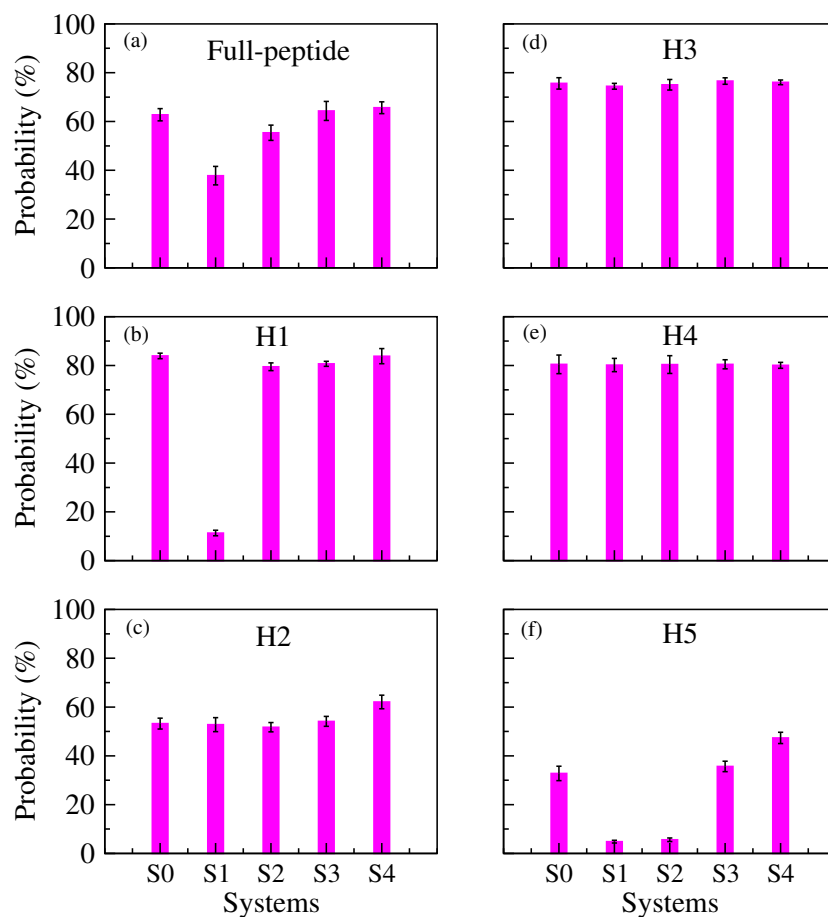 (a)
Full-peptide
Probability (%)
100
80
60
40
20
0
(d)
H3
(b)
H1
Probability (%)
100
80
60
40
20
0
(e)
H4
(c)
H2
Probability (%)
100
80
60
40
20
0
S0 S1 S2 S3 S4
Systems
(f)
H5
S0 S1 S2 S3 S4
Systems